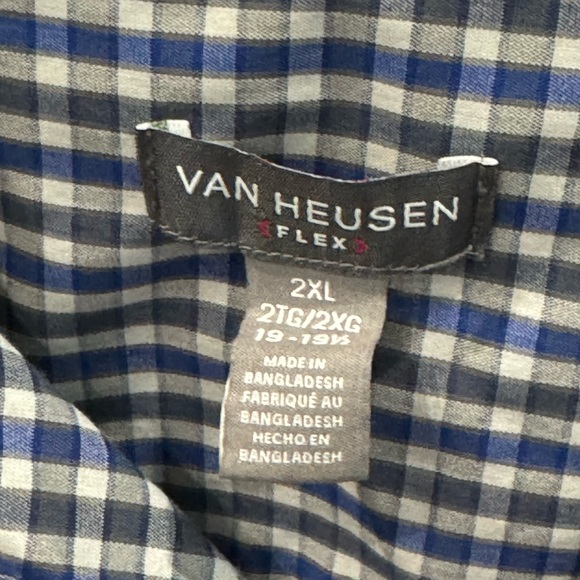 VAN HEUSEN
FLEX
2XL
2TG/2XG
19-19½
MADE IN
BANGLADESH
FABRIQUÉ AU
BANGLADESH
HECHO EN
BANGLADESH